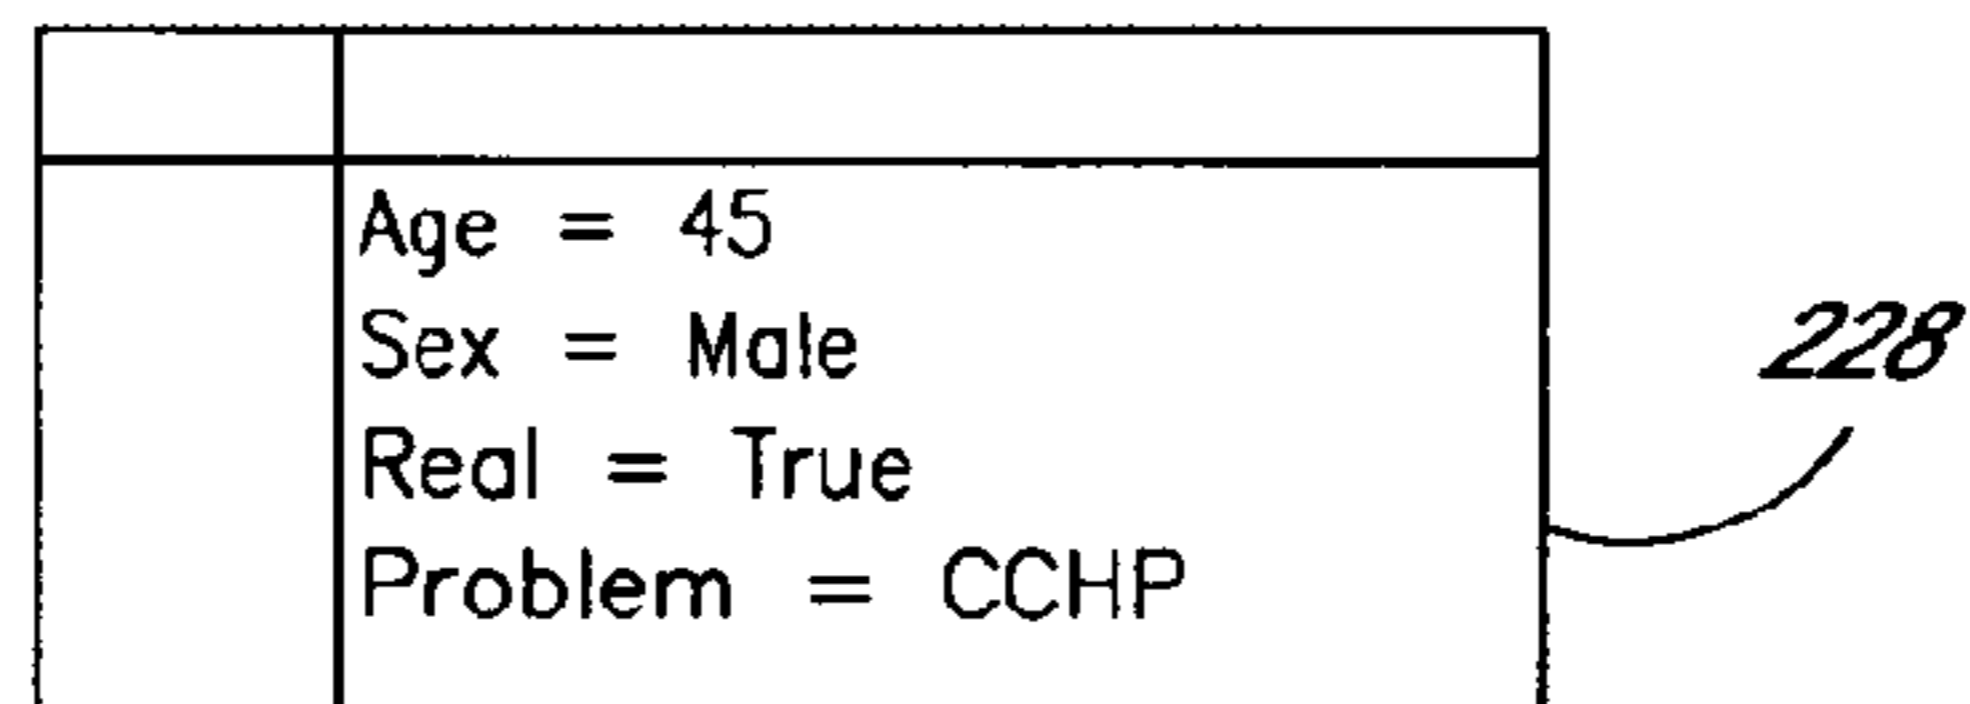 Age = 45
Sex = Male
Real = True
Problem = CCHP
228